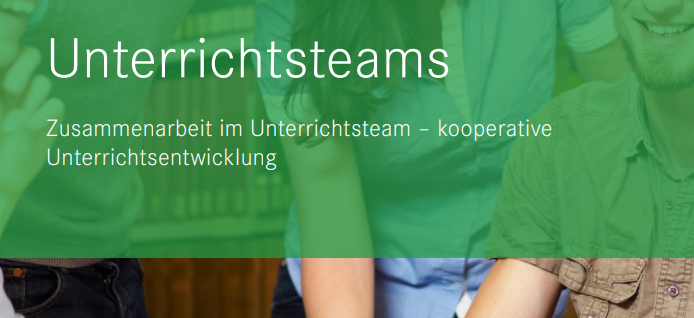 Unterrichtsteams
Zusammenarbeit im Unterrichtsteam – kooperative
Unterrichtsentwicklung